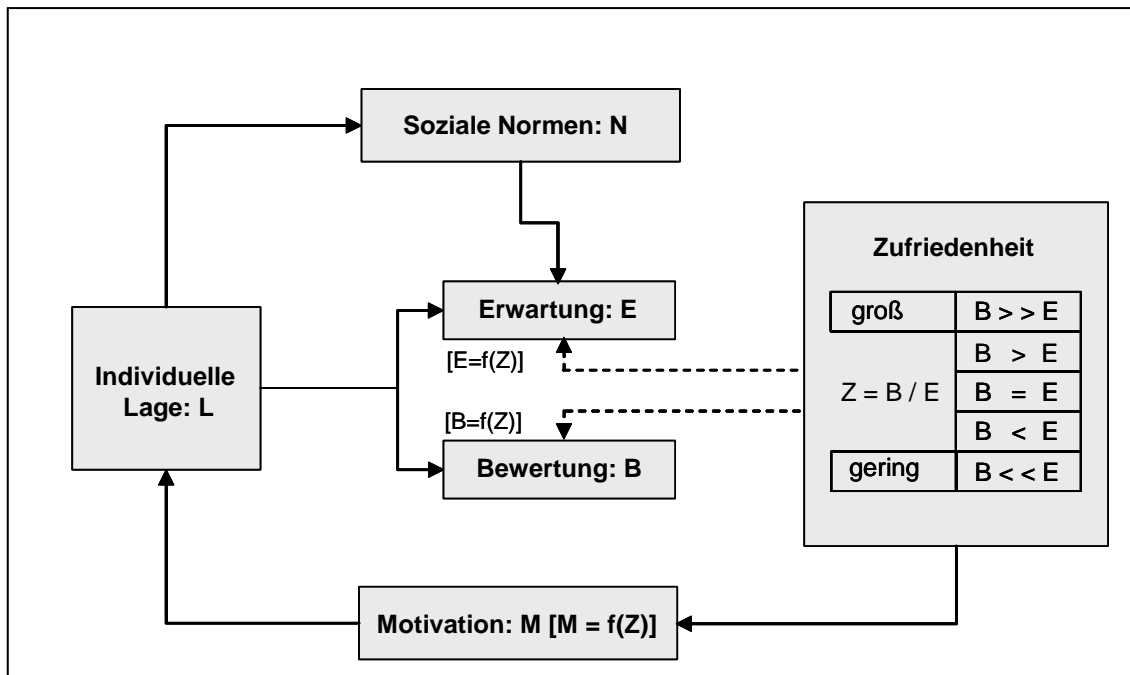 Soziale Normen: N
Erwartung: E
[E=f(Z)]
Individuelle
Lage: L
[B=f(Z)]
Bewertung: B
Zufriedenheit
groß B > > E
B > E
Z = B / E B = E
B < E
gering B < < E
Motivation: M [M = f(Z)]